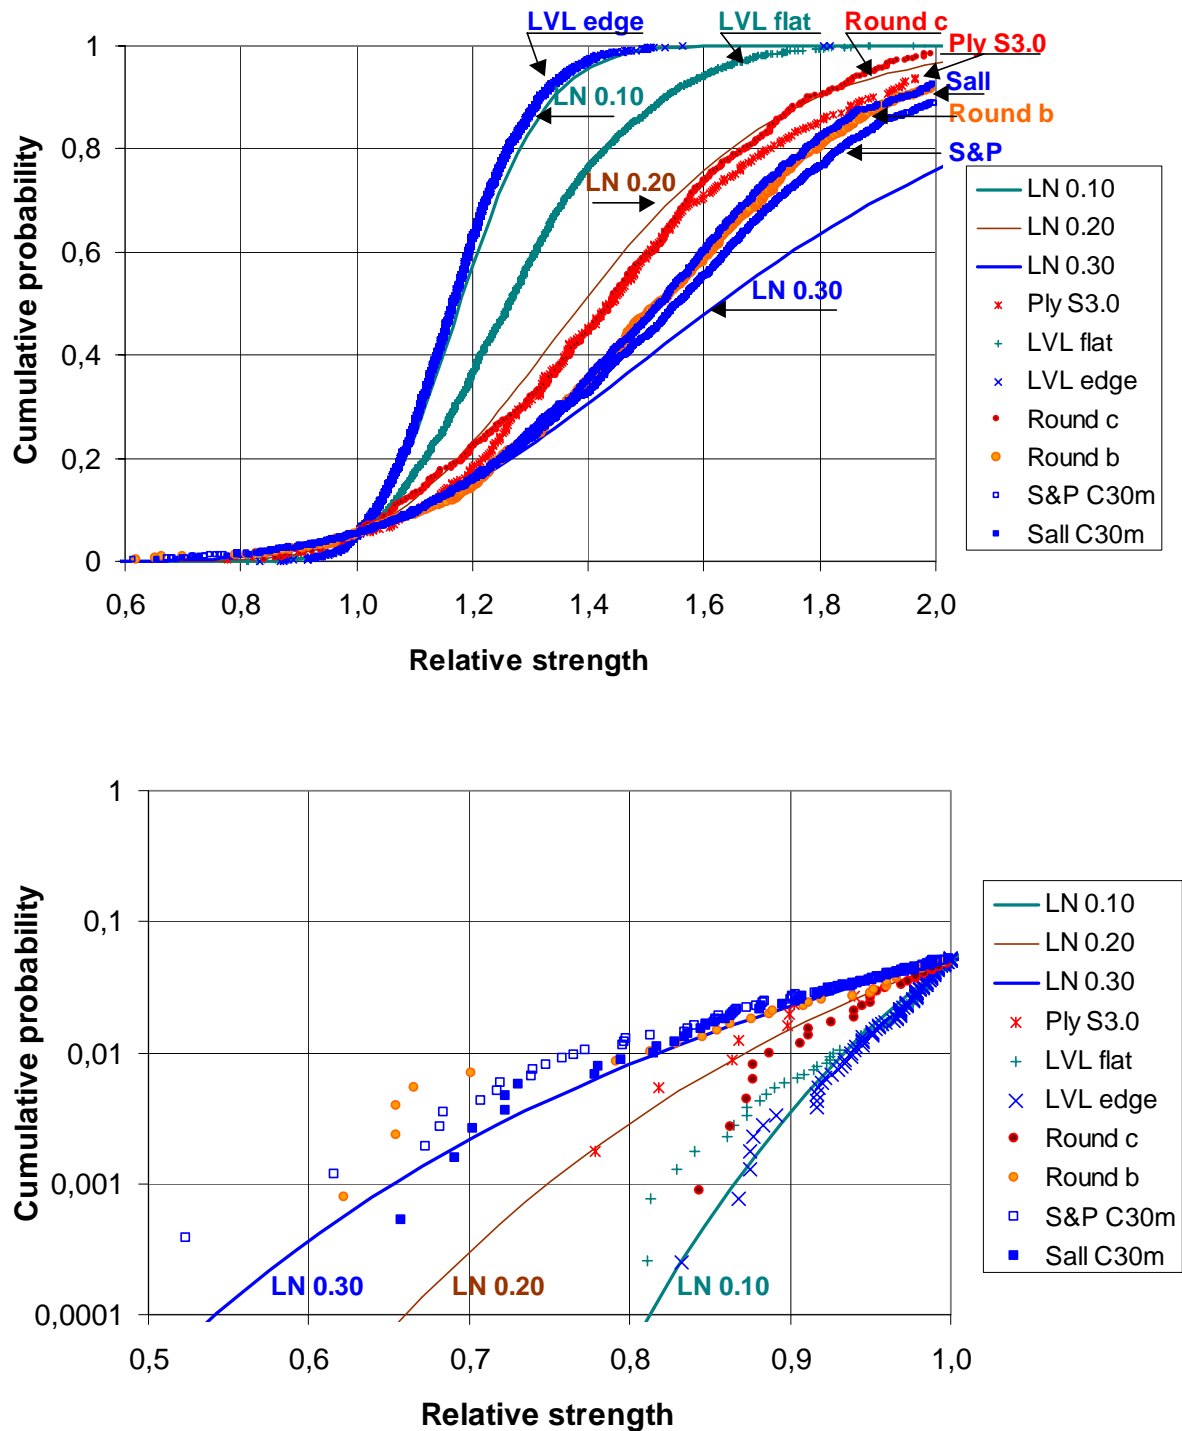 LVL edge
LVL flat
Round c
Ply S3.0
Sall
Round b
S&P
LN 0.10
LN 0.20
LN 0.30
Cumulative probability
1
0,8
0,6
0,4
0,2
0
0,6
0,8
1,0
1,2
1,4
1,6
1,8
2,0
Relative strength
LN 0.10
LN 0.20
LN 0.30
Ply S3.0
LVL flat
LVL edge
Round c
Round b
S&P C30m
Sall C30m
Cumulative probability
1
0,1
0,01
0,001
0,0001
LN 0.30
LN 0.20
LN 0.10
0,5
0,6
0,7
0,8
0,9
1,0
Relative strength
LN 0.10
LN 0.20
LN 0.30
Ply S3.0
LVL flat
LVL edge
Round c
Round b
S&P C30m
Sall C30m